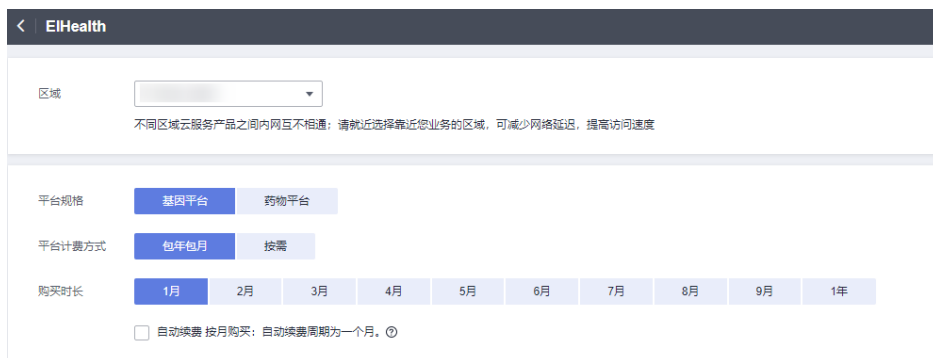 EIHealth
区域
不同区域云服务产品之间内网互不相通；请就近选择靠近您业务的区域，可减少网络延迟，提高访问速度
平台规格 基因平台 药物平台
平台计费方式 包年包月 按需
购买时长 1月 2月 3月 4月 5月 6月 7月 8月 9月 1年
自动续费 按月购买：自动续费周期为一个月。?